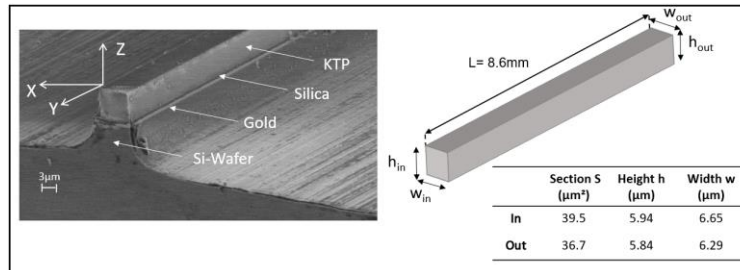 Z
X
Y
KTP
Silica
Gold
Si-Wafer
3μm
L= 8.6mm
w_out
h_out
h_in
w_in
Section S (μm²) Height h (μm) Width w (μm)
In 39.5 5.94 6.65
Out 36.7 5.84 6.29